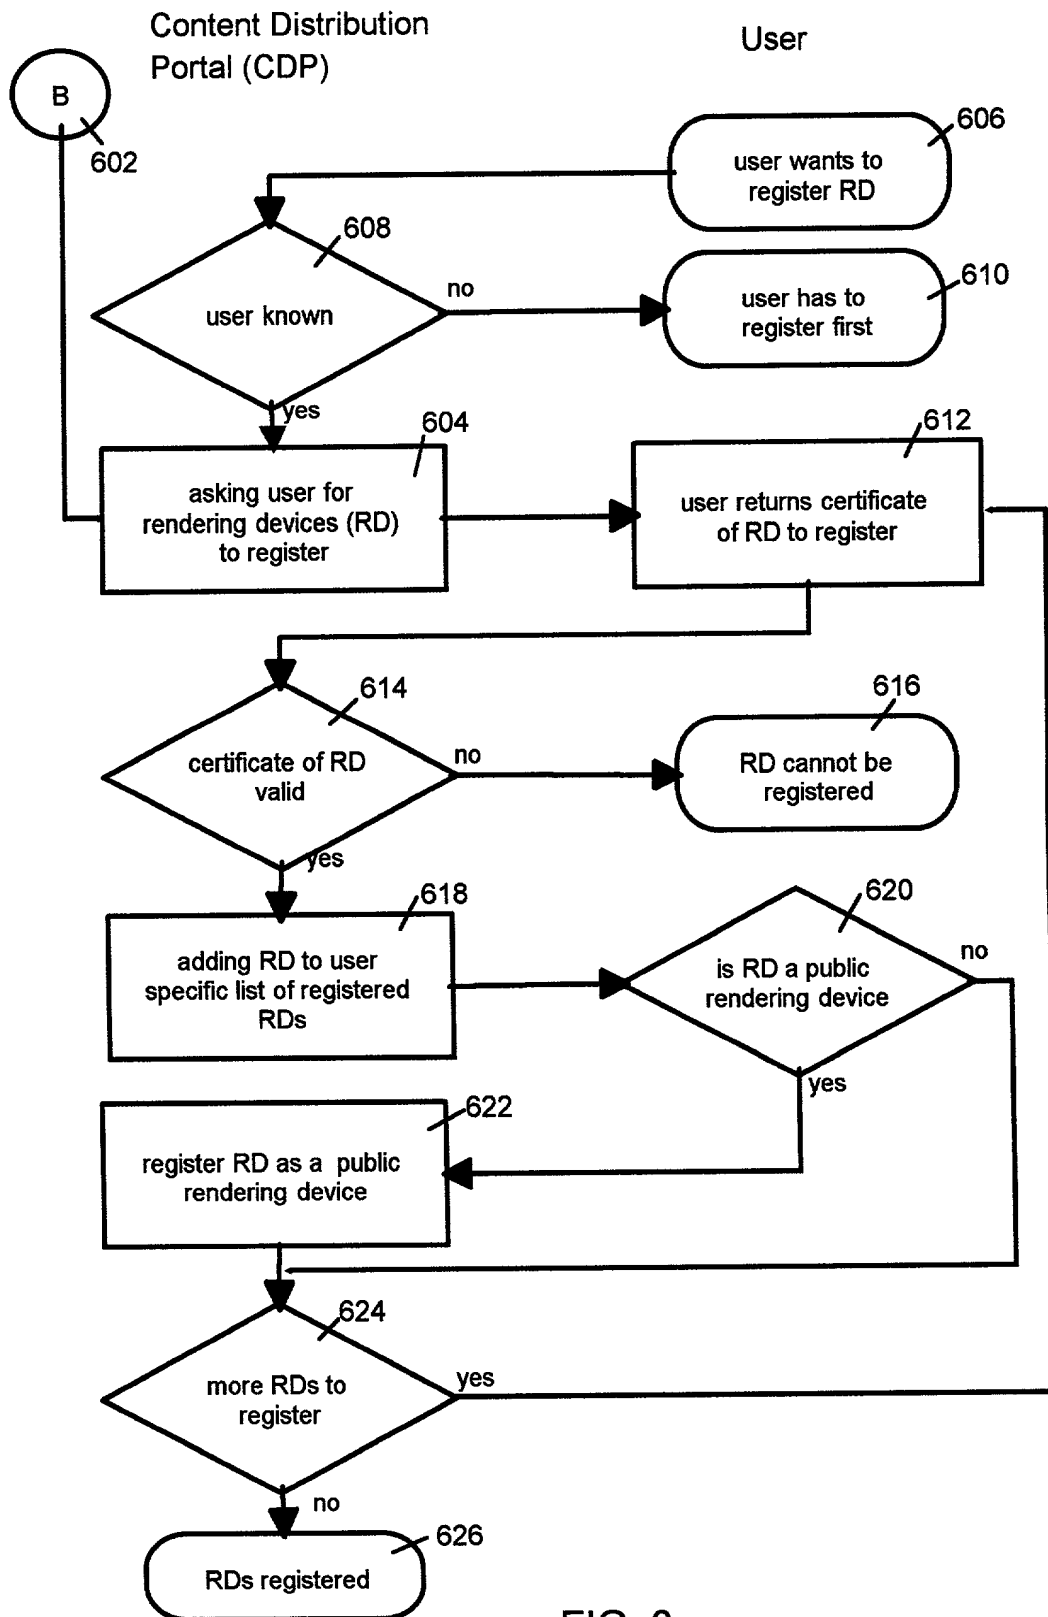 Content Distribution
Portal (CDP)
User
B
602
606
user wants to
register RD
608
user known
no
610
user has to
register first
yes
604
asking user for
rendering devices (RD)
to register
612
user returns certificate
of RD to register
614
certificate of RD
valid
no
616
RD cannot be
registered
yes
618
adding RD to user
specific list of registered
RDs
620
is RD a public
rendering device
no
yes
622
register RD as a public
rendering device
624
more RDs to
register
yes
no
626
RDs registered